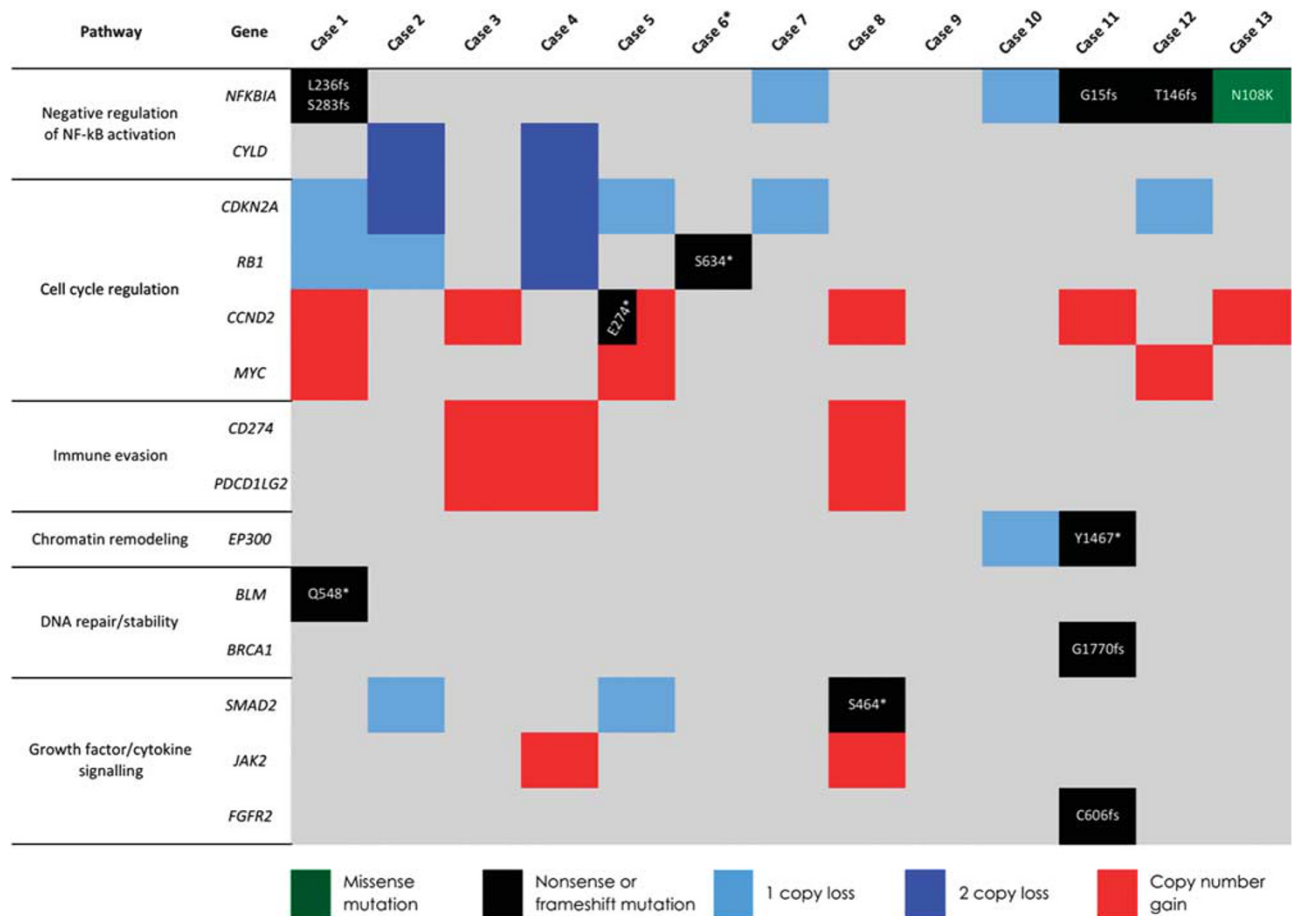 Pathway Gene Case 1 Case 2 Case 3 Case 4 Case 5 Case 6* Case 7 Case 8 Case 9 Case 10 Case 11 Case 12 Case 13
Negative regulation
of NF-kB activation
NFKBIA L236fs
S283fs G15fs T146fs N108K
CYLD
Cell cycle regulation
CDKN2A
RB1 S634*
CCND2 E274*
MYC
Immune evasion
CD274
PDCD1LG2
Chromatin remodeling EP300 Y1467*
DNA repair/stability
BLM Q548*
BRCA1 G1770fs
Growth factor/cytokine
signalling
SMAD2 S464*
JAK2
FGFR2 C606fs
Missense
mutation
Nonsense or
frameshift mutation
1 copy loss
2 copy loss
Copy number
gain